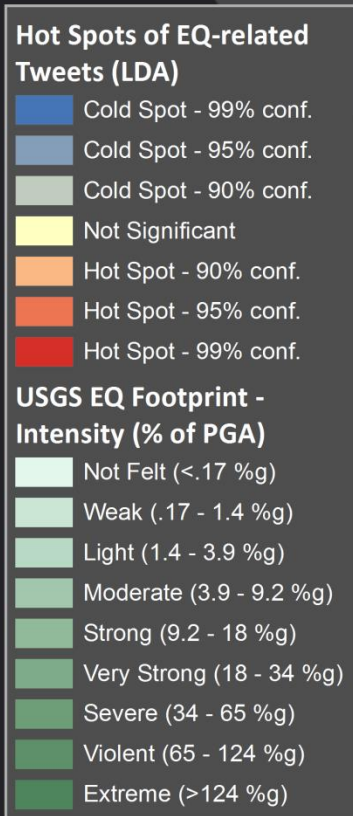 Hot Spots of EQ-related
Tweets (LDA)
Cold Spot - 99% conf.
Cold Spot - 95% conf.
Cold Spot - 90% conf.
Not Significant
Hot Spot - 90% conf.
Hot Spot - 95% conf.
Hot Spot - 99% conf.
USGS EQ Footprint -
Intensity (% of PGA)
Not Felt (<.17 %g)
Weak (.17 - 1.4 %g)
Light (1.4 - 3.9 %g)
Moderate (3.9 - 9.2 %g)
Strong (9.2 - 18 %g)
Very Strong (18 - 34 %g)
Severe (34 - 65 %g)
Violent (65 - 124 %g)
Extreme (>124 %g)